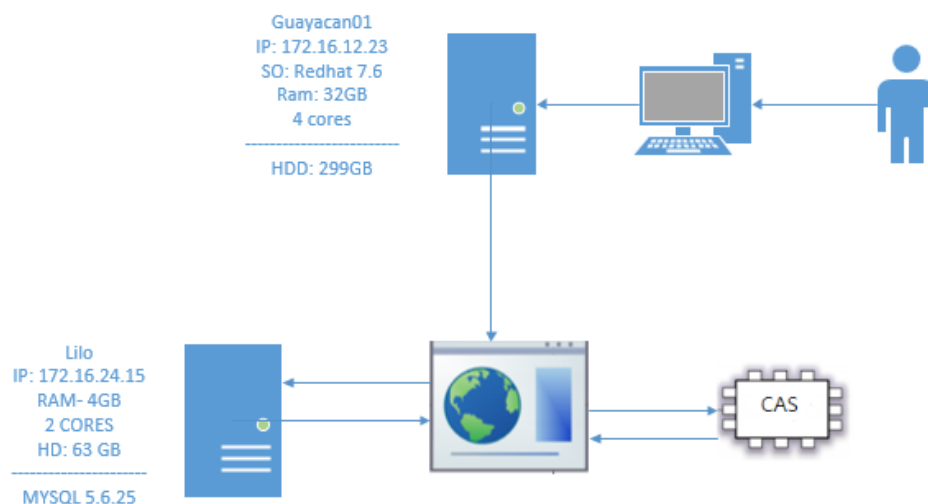 Guayacan01
IP: 172.16.12.23
SO: Redhat 7.6
Ram: 32GB
4 cores
------------------------
HDD: 299GB
Lilo
IP: 172.16.24.15
RAM- 4GB
2 CORES
HD: 63 GB
---------------------
MYSQL 5.6.25
CAS